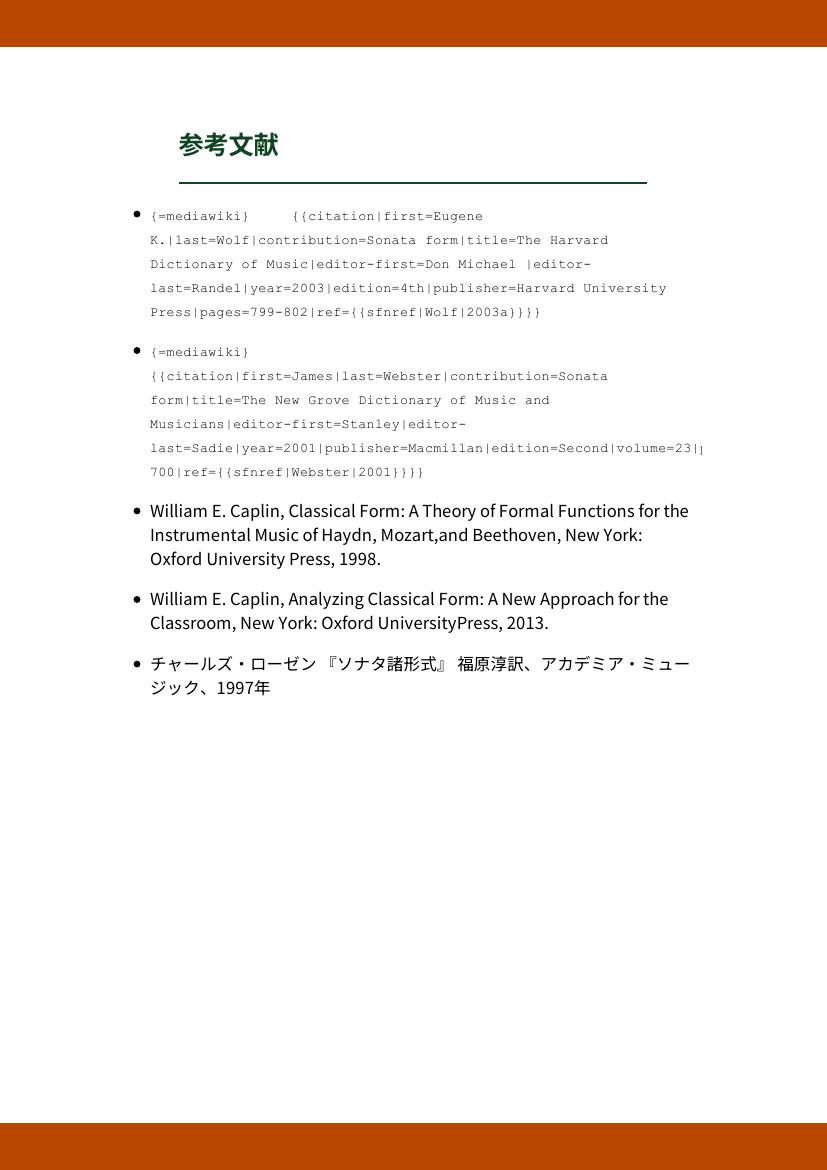 参考文献
{=mediawiki} {{citation|first=Eugene
K.|last=Wolf|contribution=Sonata form|title=The Harvard
Dictionary of Music|editor-first=Don Michael |editor-
last=Randel|year=2003|edition=4th|publisher=Harvard University
Press|pages=799-802|ref={{sfnref|Wolf|2003a}}}}
{=mediawiki}
{{citation|first=James|last=Webster|contribution=Sonata
form|title=The New Grove Dictionary of Music and
Musicians|editor-first=Stanley|editor-
last=Sadie|year=2001|publisher=Macmillan|edition=Second|volume=23|
700|ref={{sfnref|Webster|2001}}}}
William E. Caplin, Classical Form: A Theory of Formal Functions for the
Instrumental Music of Haydn, Mozart,and Beethoven, New York:
Oxford University Press, 1998.
William E. Caplin, Analyzing Classical Form: A New Approach for the
Classroom, New York: Oxford UniversityPress, 2013.
チャールズ・ローゼン 『ソナタ諸形式』 福原淳訳、アカデミア・ミュー
ジック、1997年